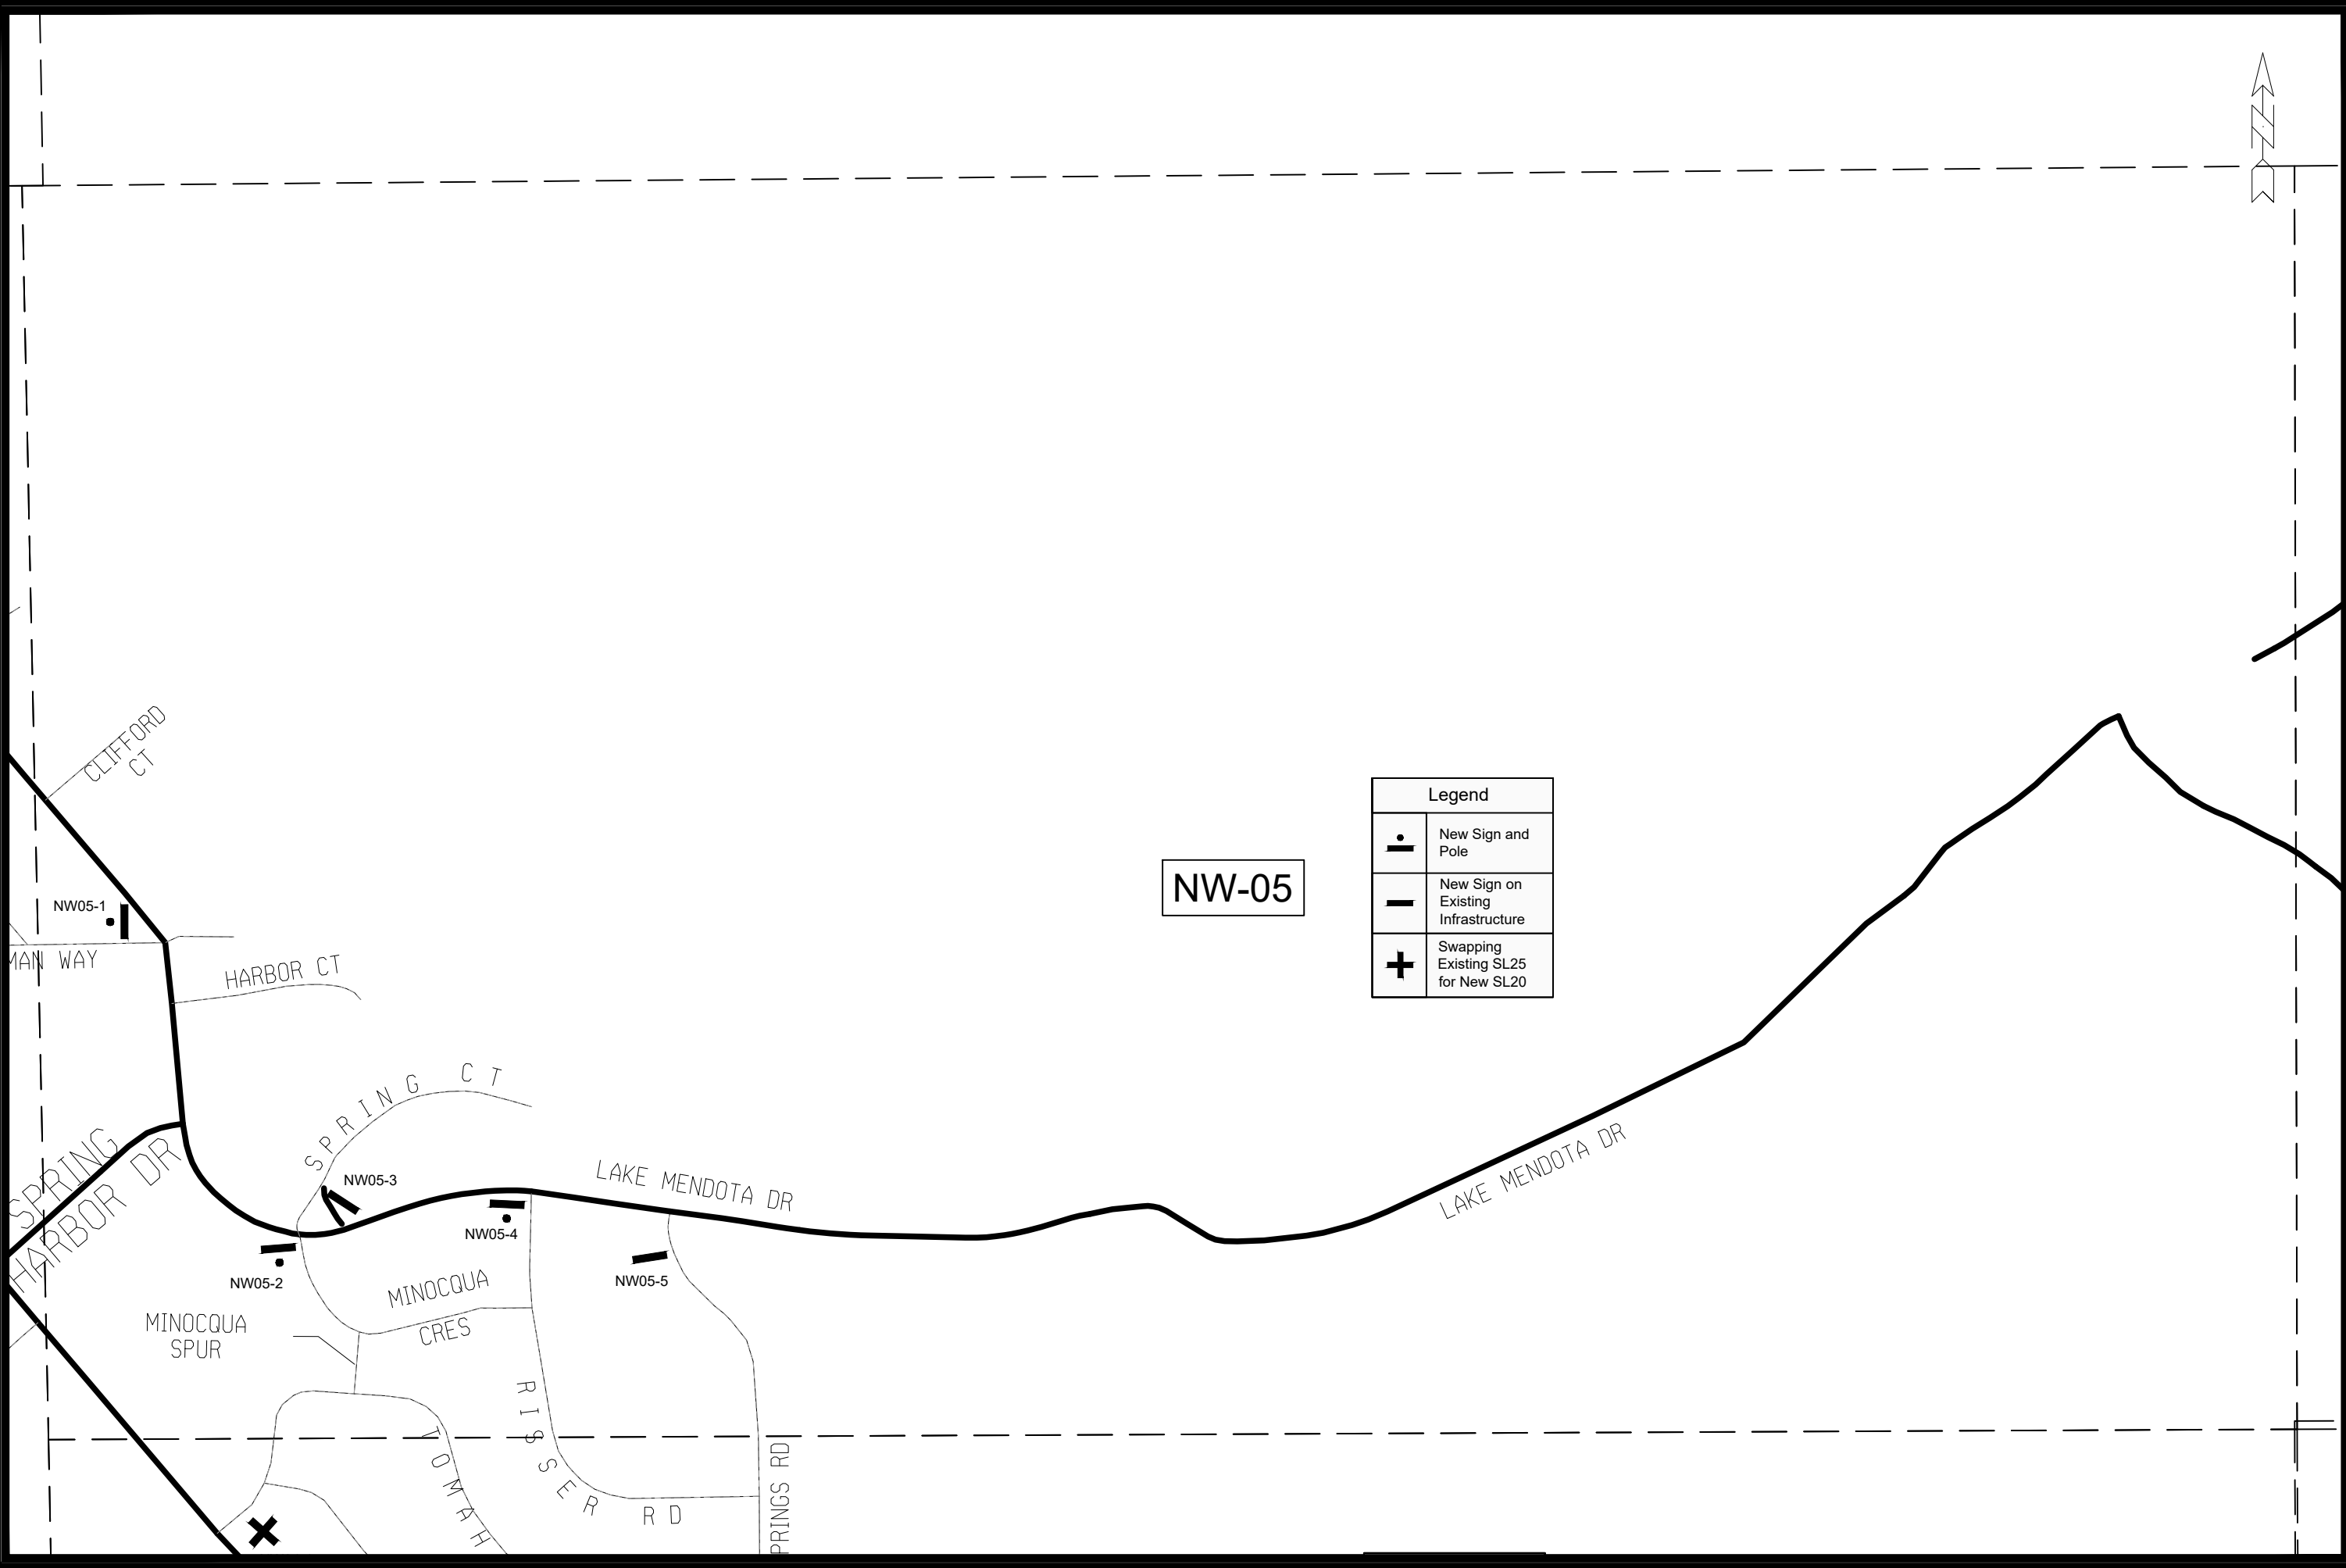 CLIFFORD
CT
NW05-1
MAN WAY
HARBOR CT
NW-05
Legend
New Sign and
Pole
New Sign on
Existing
Infrastructure
Swapping
Existing SL25
for New SL20
SPRING CT
SPRING
HARBOR DR
NW05-3
LAKE MENDOTA DR
LAKE MENDOTA DR
NW05-4
NW05-2
NW05-5
MINOCQUA
CRES
MINOCQUA
SPUR
RISSER RD
TOMAH
PRINGS RD